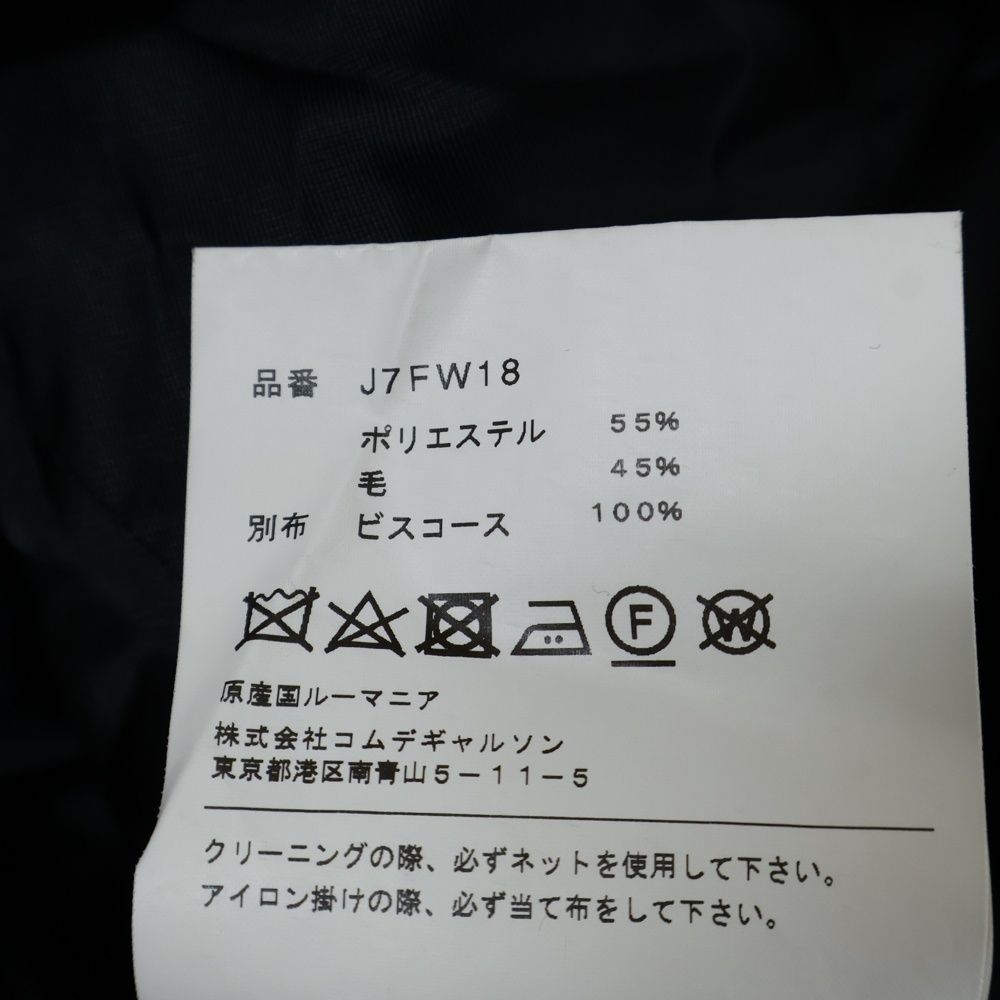 品番 J7FW18
ポリエステル 55%
毛 45%
別布 ビスコース 100%
F W
原産国ルーマニア
株式会社コムデギャルソン
東京都港区南青山5－11－5
クリーニングの際、必ずネットを使用して下さい。
アイロン掛けの際、必ず当て布をして下さい。